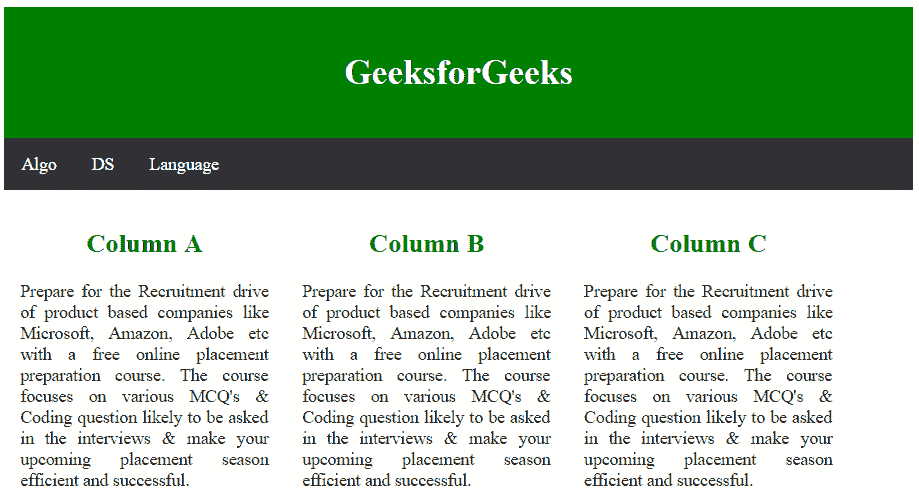 GeeksforGeeks
Algo DS Language
Column A
Prepare for the Recruitment drive
of product based companies like
Microsoft, Amazon, Adobe etc
with a free online placement
preparation course. The course
focuses on various MCQ's &
Coding question likely to be asked
in the interviews & make your
upcoming placement season
efficient and successful.
Column B
Prepare for the Recruitment drive
of product based companies like
Microsoft, Amazon, Adobe etc
with a free online placement
preparation course. The course
focuses on various MCQ's &
Coding question likely to be asked
in the interviews & make your
upcoming placement season
efficient and successful.
Column C
Prepare for the Recruitment drive
of product based companies like
Microsoft, Amazon, Adobe etc
with a free online placement
preparation course. The course
focuses on various MCQ's &
Coding question likely to be asked
in the interviews & make your
upcoming placement season
efficient and successful.